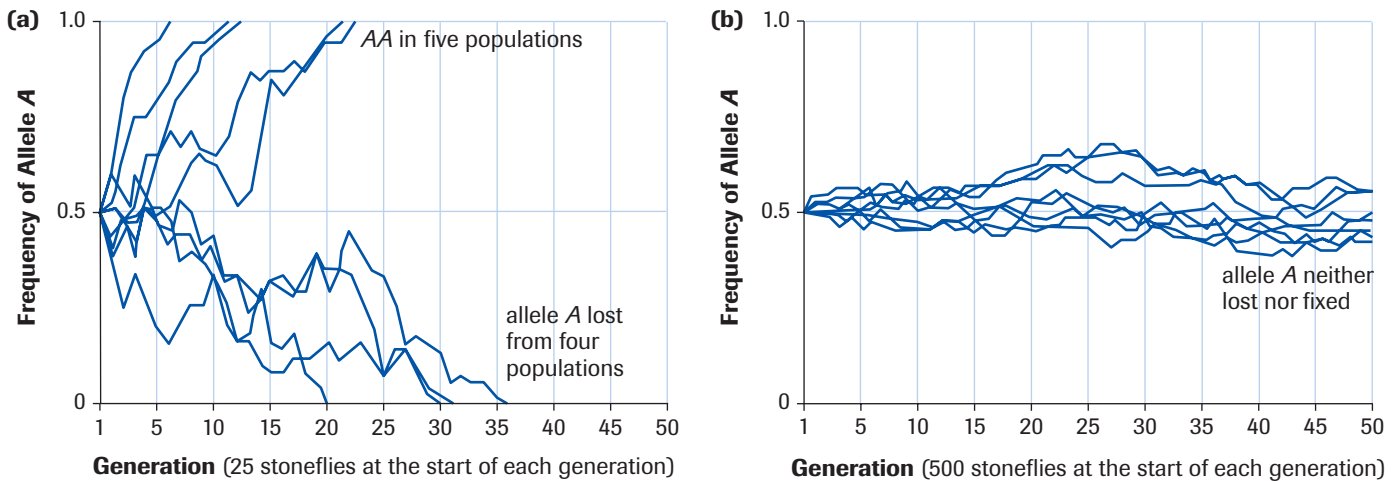 (a)
1.0
0.5
0
Frequency of Allele A
AA in five populations
allele A lost
from four
populations
1 5 10 15 20 25 30 35 40 45 50
Generation (25 stoneflies at the start of each generation)
(b)
1.0
0.5
0
Frequency of Allele A
allele A neither
lost nor fixed
1 5 10 15 20 25 30 35 40 45 50
Generation (500 stoneflies at the start of each generation)